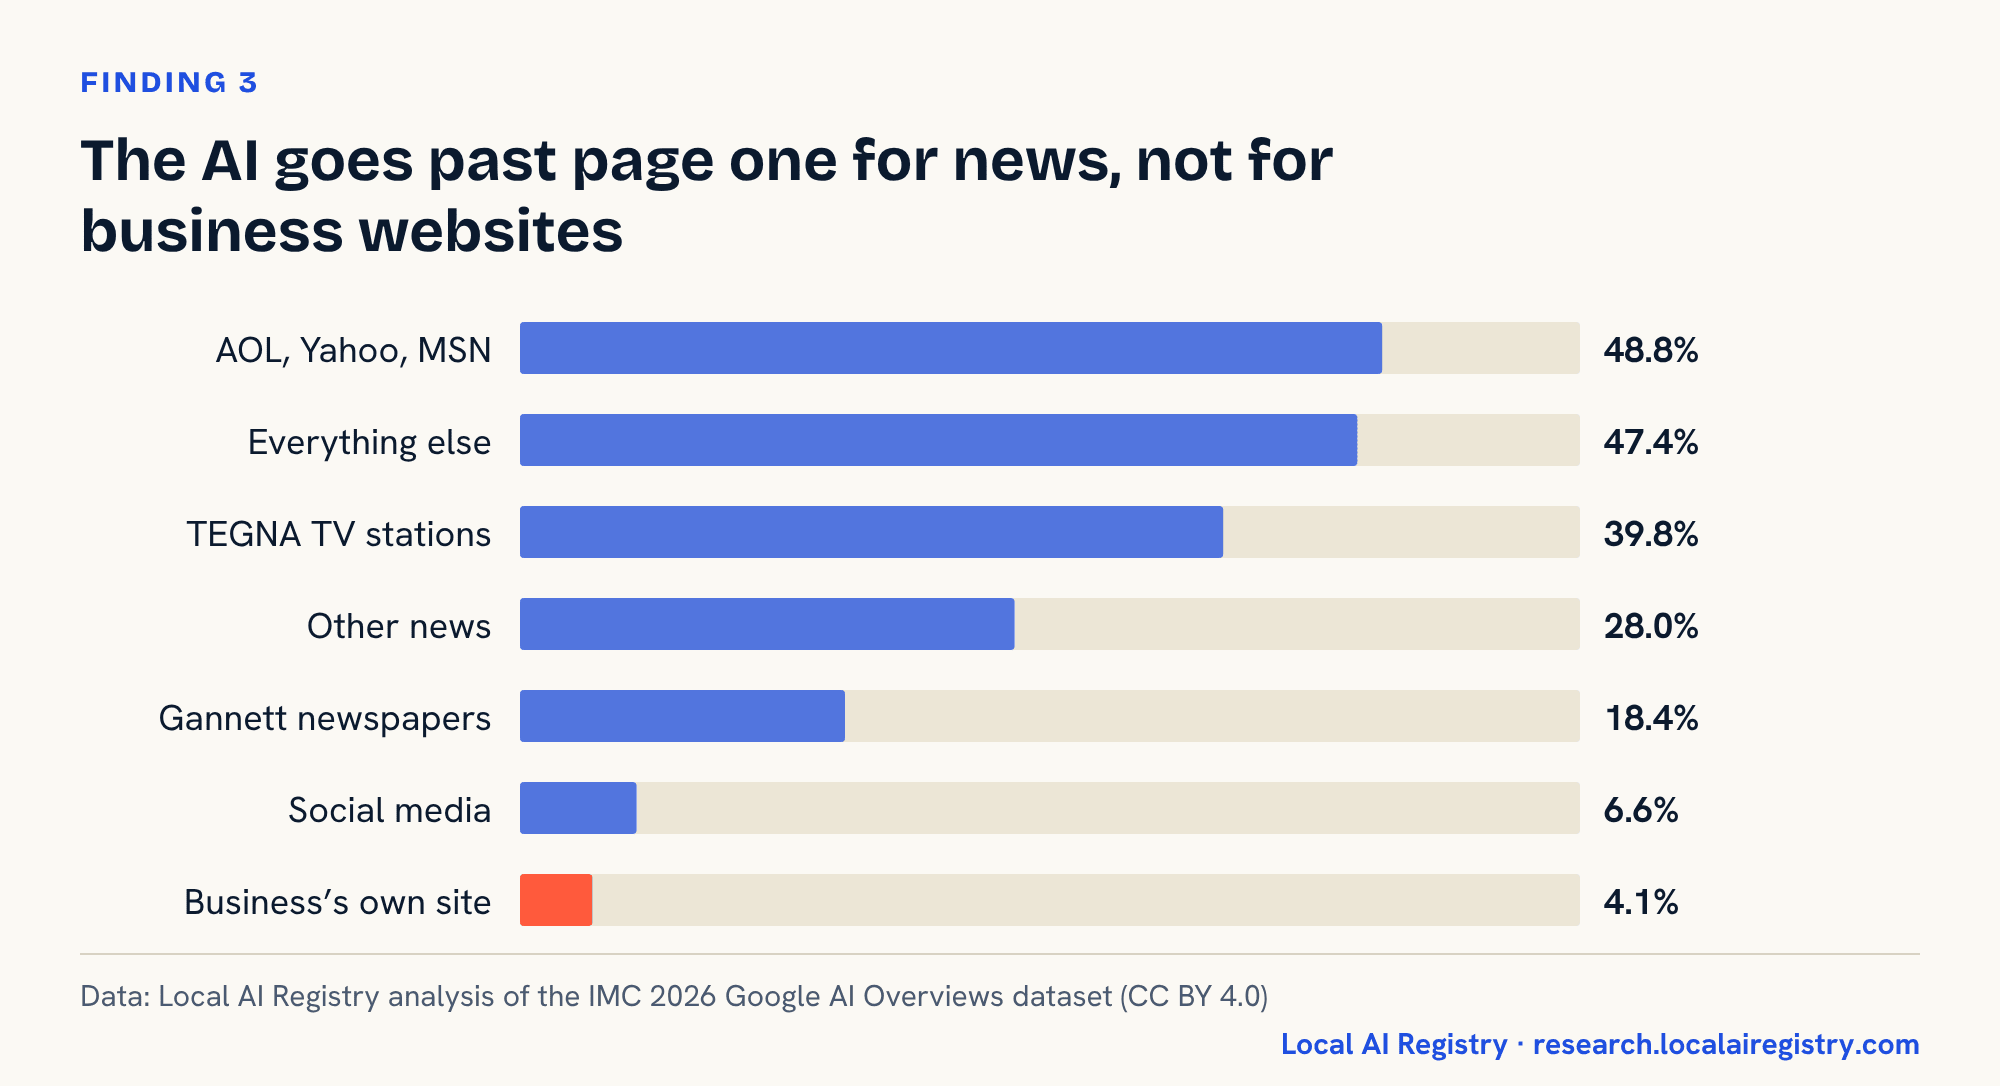 FINDING 3
The AI goes past page one for news, not for
business websites
AOL, Yahoo, MSN 48.8%
Everything else 47.4%
TEGNA TV stations 39.8%
Other news 28.0%
Gannett newspapers 18.4%
Social media 6.6%
Business’s own site 4.1%
Data: Local AI Registry analysis of the IMC 2026 Google AI Overviews dataset (CC BY 4.0)
Local AI Registry · research.localairegistry.com